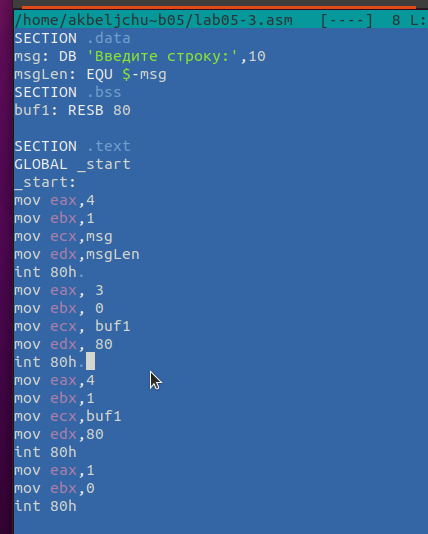 /home/akbeljchu~b05/lab05-3.asm   [----]  8 L:
SECTION .data
msg: DB 'Введите строку:',10
msgLen: EQU $-msg
SECTION .bss
buf1: RESB 80
SECTION .text
GLOBAL _start
_start:
mov eax,4
mov ebx,1
mov ecx,msg
mov edx,msgLen
int 80h.
mov eax, 3
mov ebx, 0
mov ecx, buf1
mov edx, 80
int 80h.
mov eax,4
mov ebx,1
mov ecx,buf1
mov edx,80
int 80h
mov eax,1
mov ebx,0
int 80h